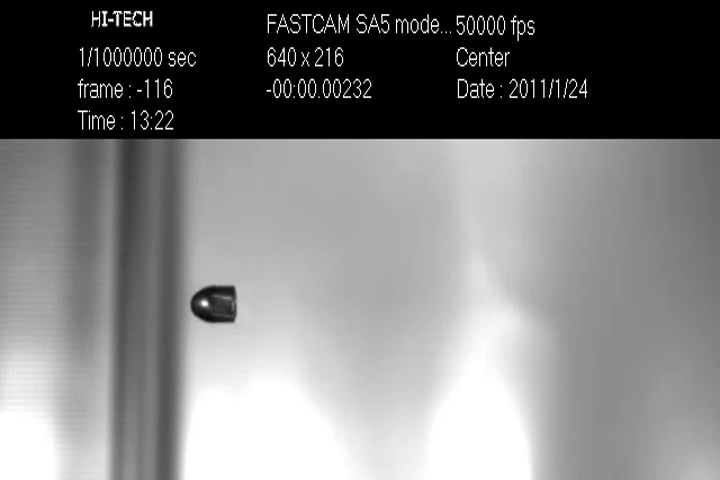 HI-TECH
FASTCAM SA5 mode... 50000 fps
1/1000000 sec 640 x 216 Center
frame : -116 -00:00.00232 Date : 2011/1/24
Time : 13:22